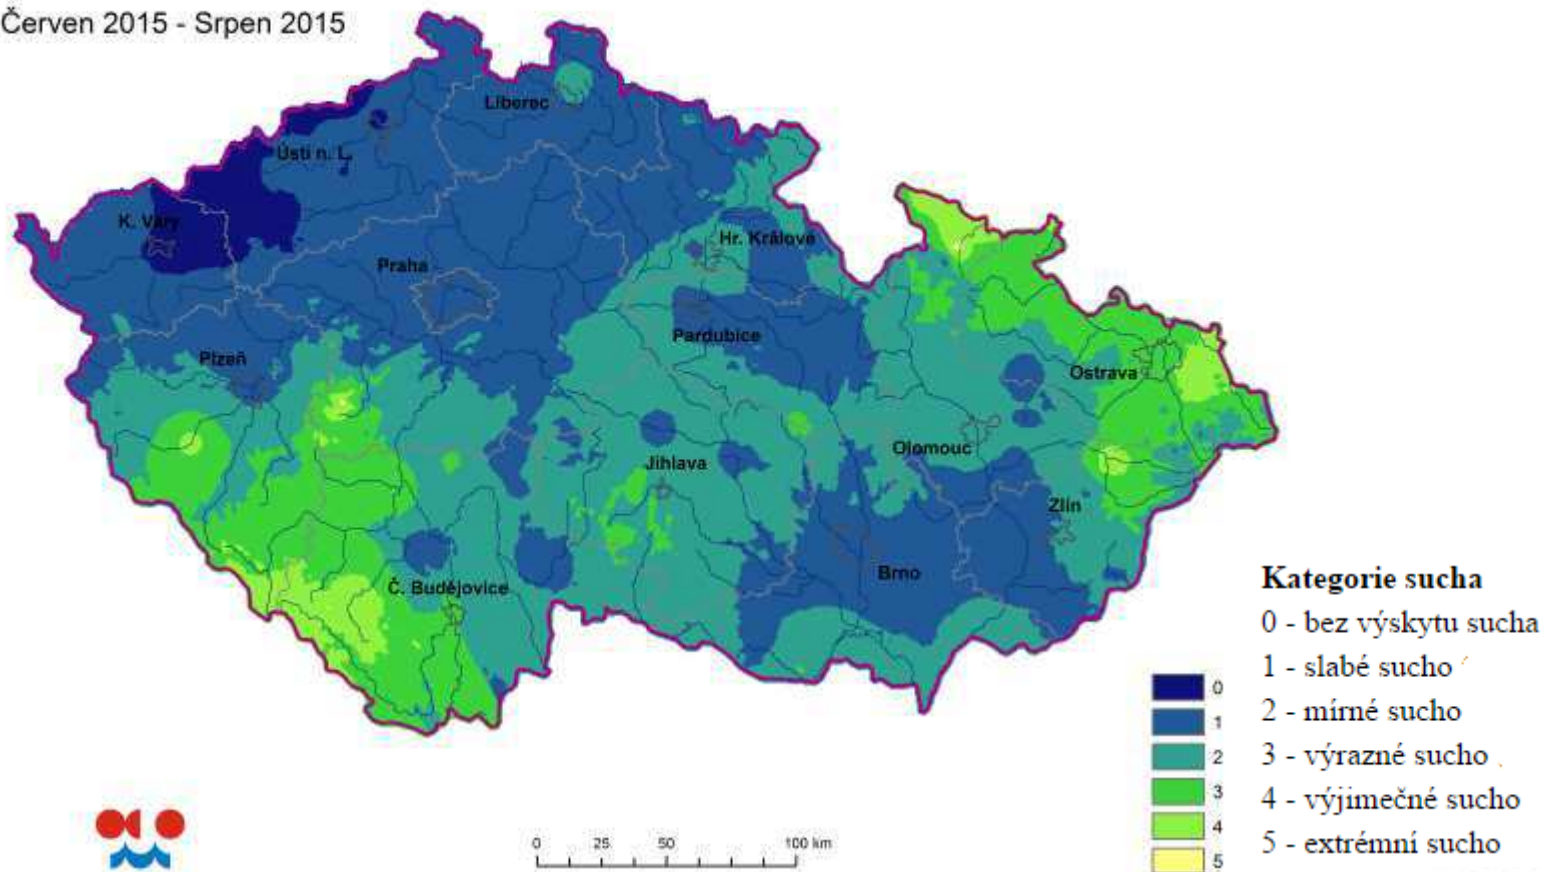 Červen 2015 - Srpen 2015
Liberec
Ústí n. L.
K. Vary
Hr. Králové
Praha
Pardubice
Plzeň
Ostrava
Olomouc
Jihlava
Zlín
Brno
Č. Budějovice
Kategorie sucha
0 - bez výskytu sucha
1 - slabé sucho
2 - mírné sucho
3 - výrazné sucho
4 - výjimečné sucho
5 - extrémní sucho
0
1
2
3
4
5
0 25 50 100 km